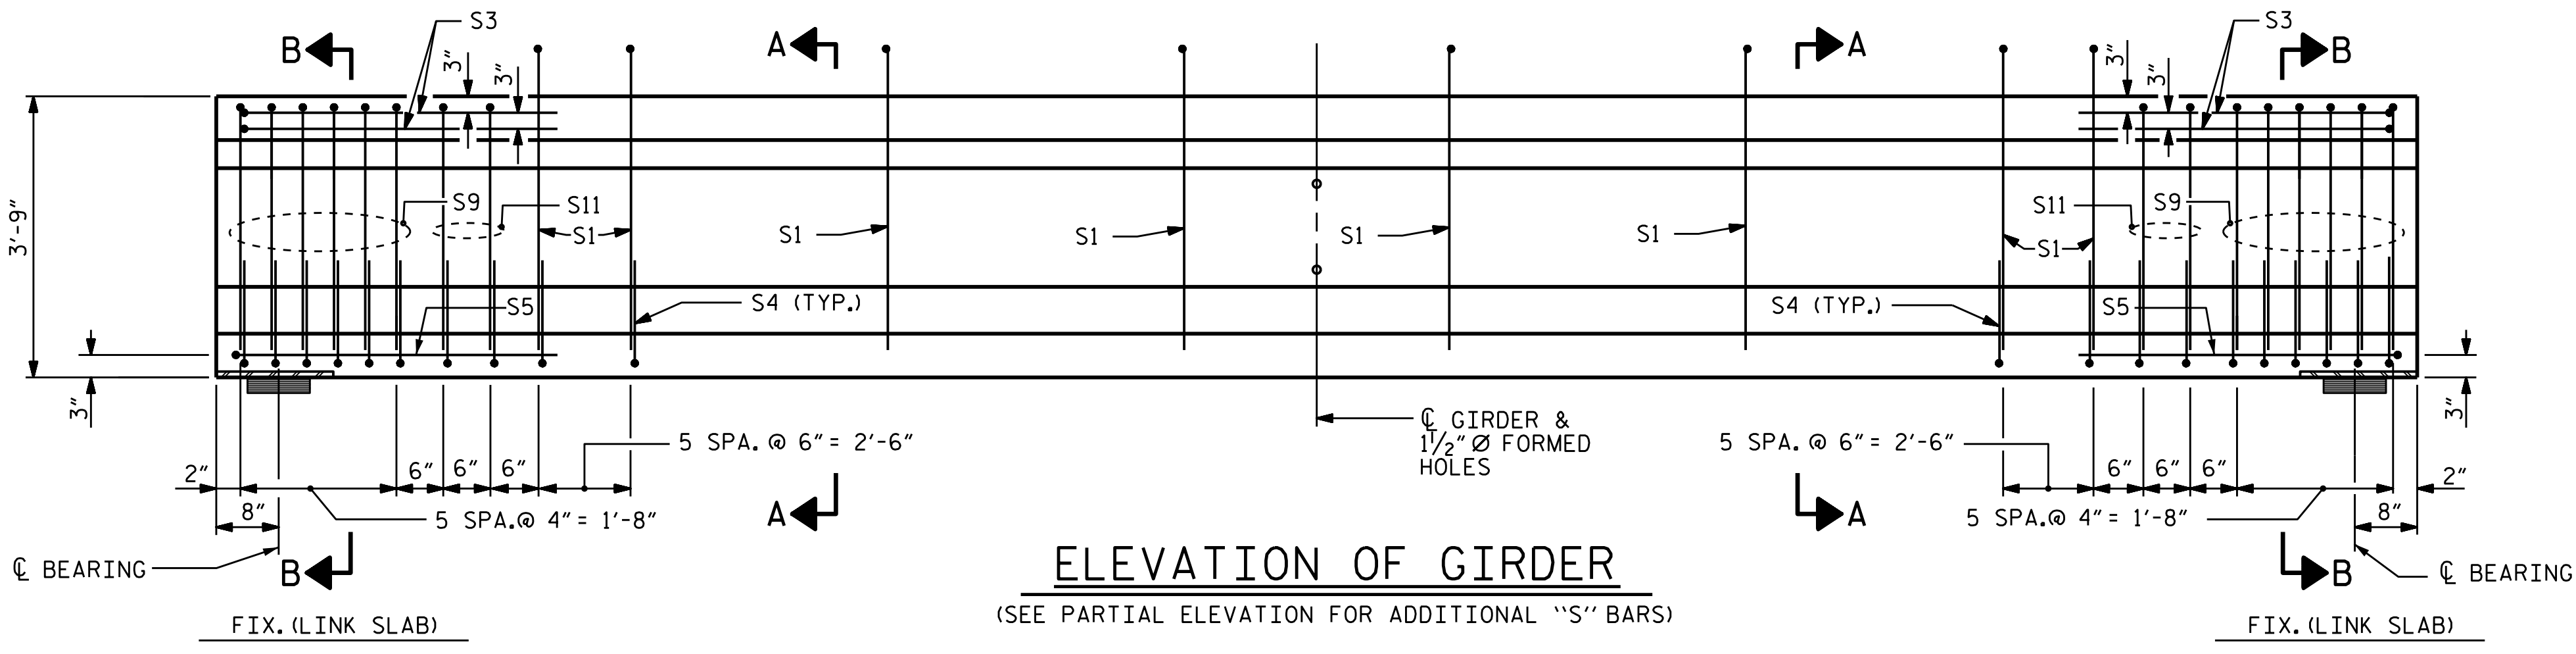 S3
S3
B
A
A
B
3"
3"
3"
3"
3'-9"
S9
S11
S1
S1
S1
S1
S1
S11
S9
S1
S5
S4 (TYP.)
S4 (TYP.)
S5
3"
3"
℄ GIRDER &
1 1/2" Ø FORMED
HOLES
5 SPA. @ 6" = 2'-6"
5 SPA. @ 6" = 2'-6"
2"
6"
6"
6"
6"
6"
6"
2"
8"
5 SPA.@ 4" = 1'-8"
A
A
5 SPA.@ 4" = 1'-8"
8"
℄ BEARING
B
B
℄ BEARING
ELEVATION OF GIRDER
(SEE PARTIAL ELEVATION FOR ADDITIONAL "S" BARS)
FIX. (LINK SLAB)
FIX. (LINK SLAB)